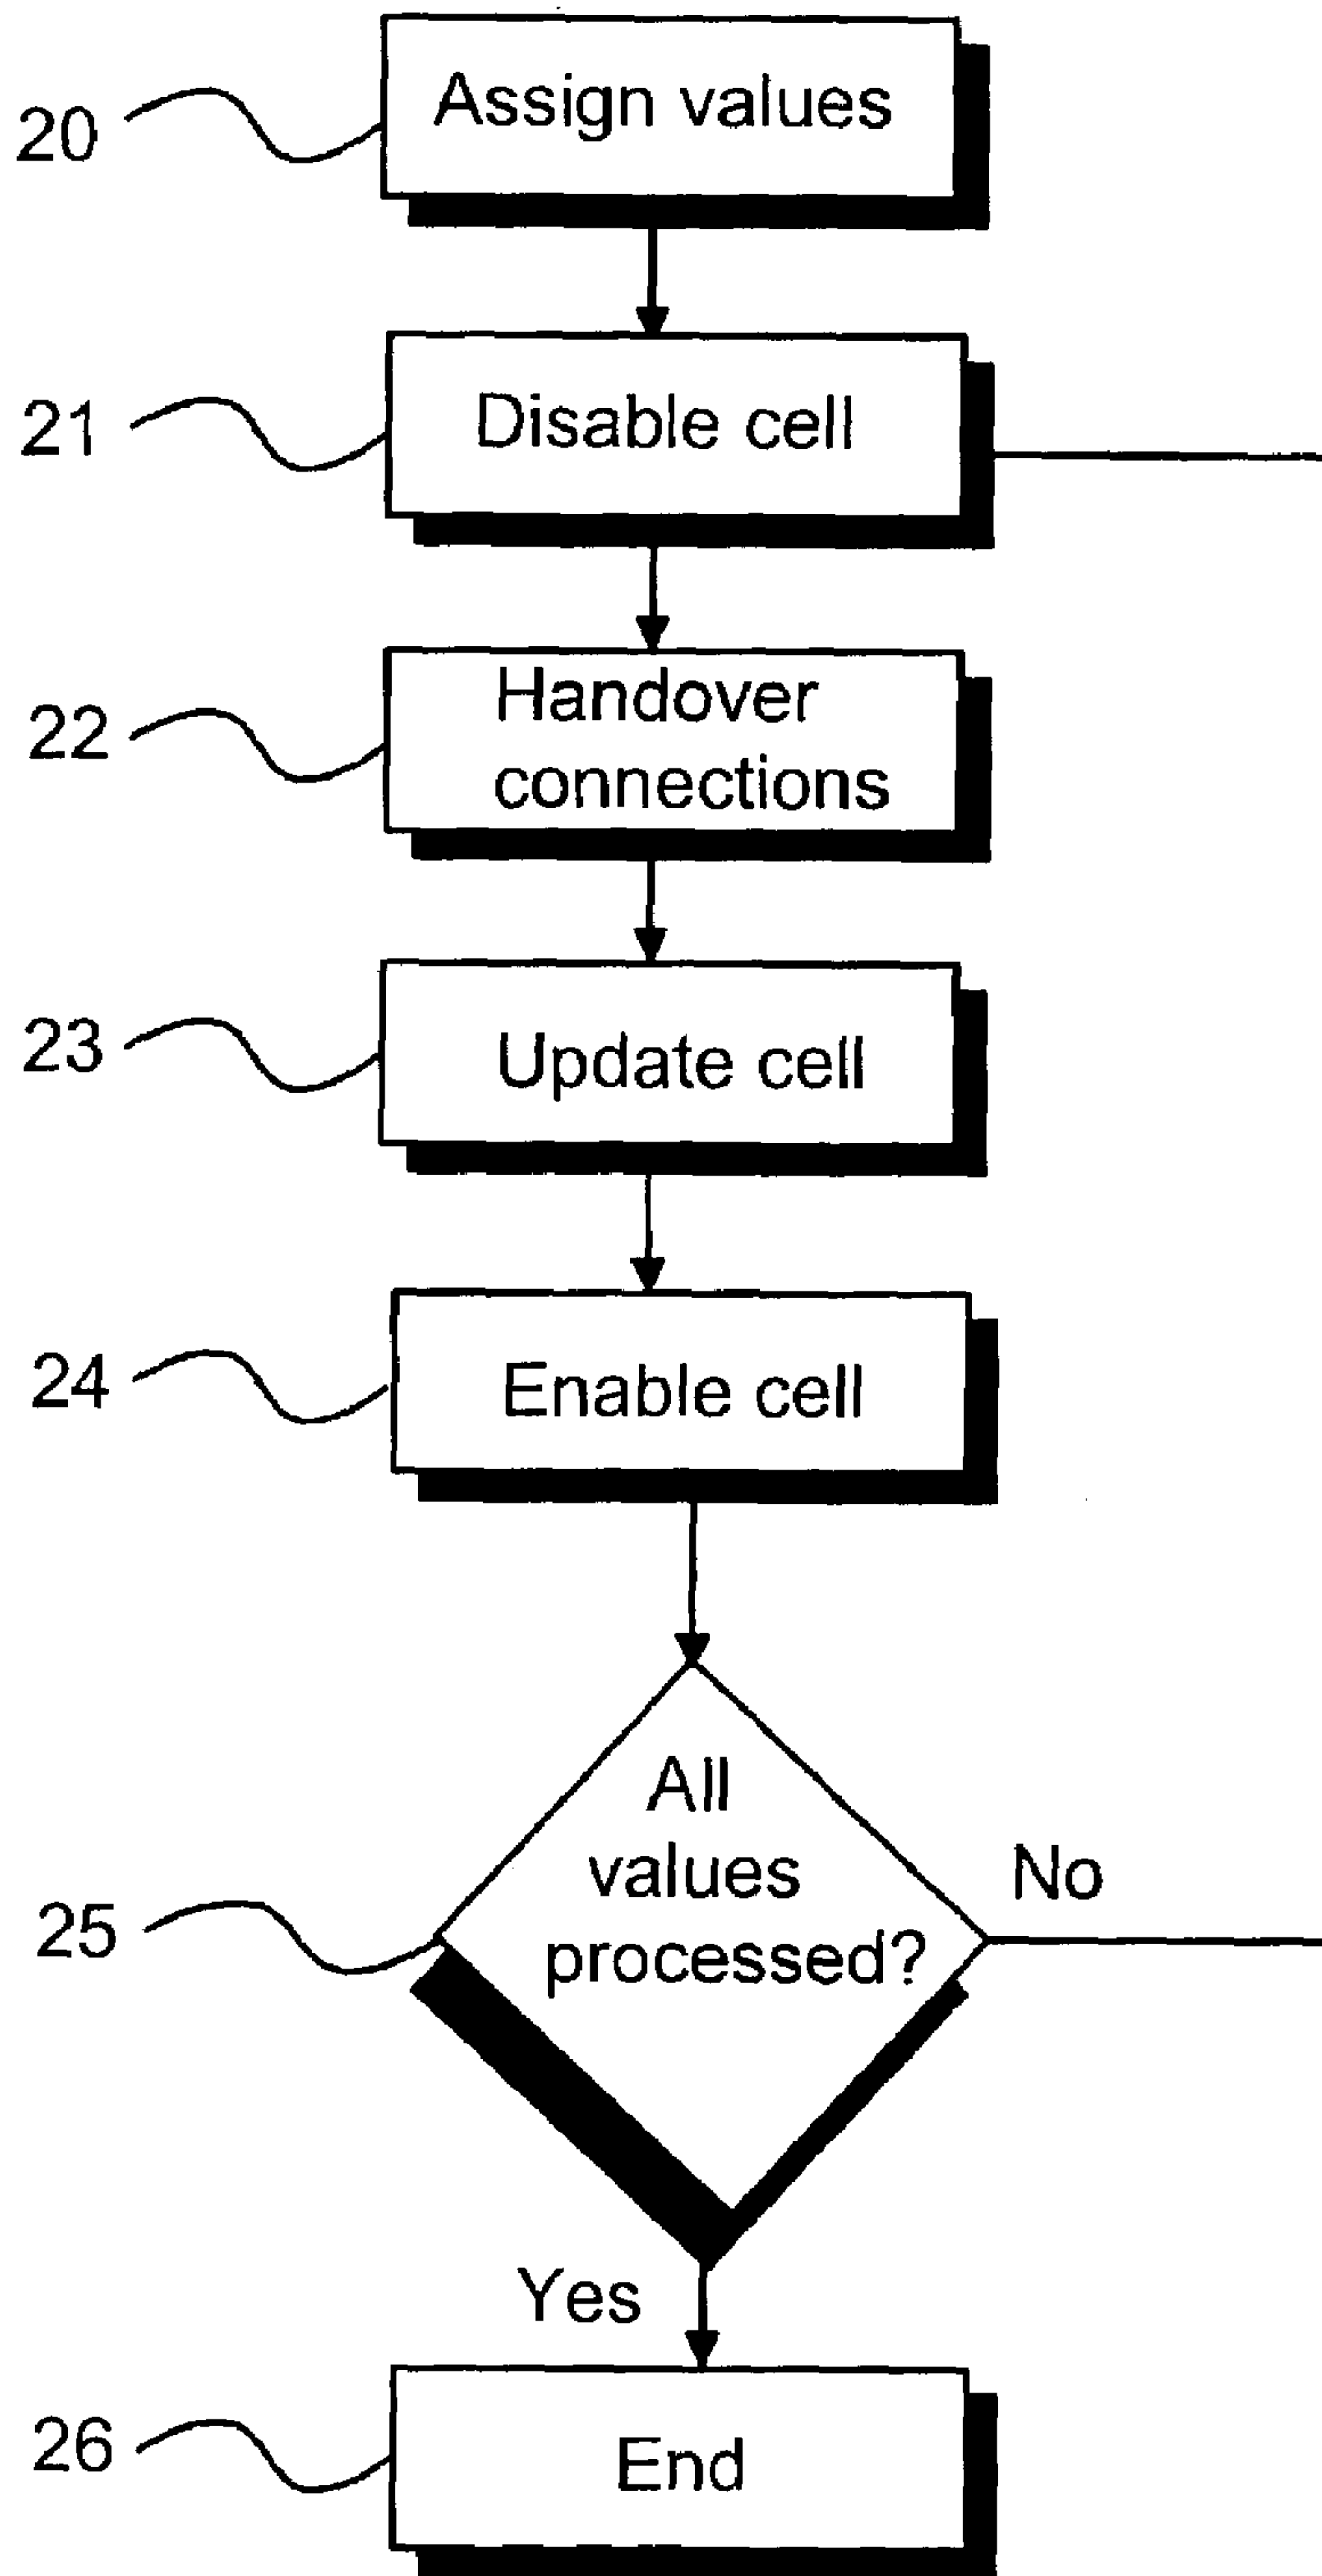 20
Assign values
21
Disable cell
22
Handover
connections
23
Update cell
24
Enable cell
25
All
values
processed?
No
Yes
26
End